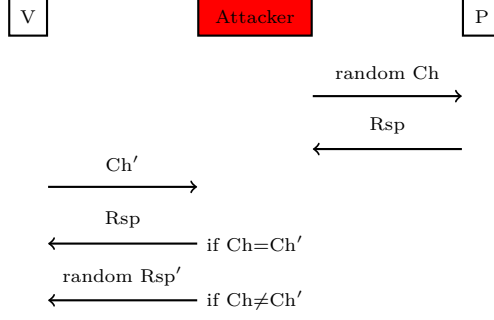 V Attacker P
random Ch
Rsp
Ch′
Rsp
if Ch=Ch′
random Rsp′
if Ch≠Ch′